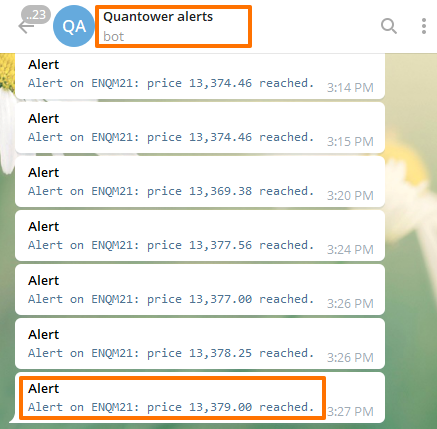 ..23
QA
Quantower alerts
bot
Alert
Alert on ENQM21: price 13,374.46 reached.
3:14 PM
Alert
Alert on ENQM21: price 13,374.46 reached.
3:15 PM
Alert
Alert on ENQM21: price 13,369.38 reached.
3:20 PM
Alert
Alert on ENQM21: price 13,377.56 reached.
3:24 PM
Alert
Alert on ENQM21: price 13,377.00 reached.
3:26 PM
Alert
Alert on ENQM21: price 13,378.25 reached.
3:26 PM
Alert
Alert on ENQM21: price 13,379.00 reached.
3:27 PM